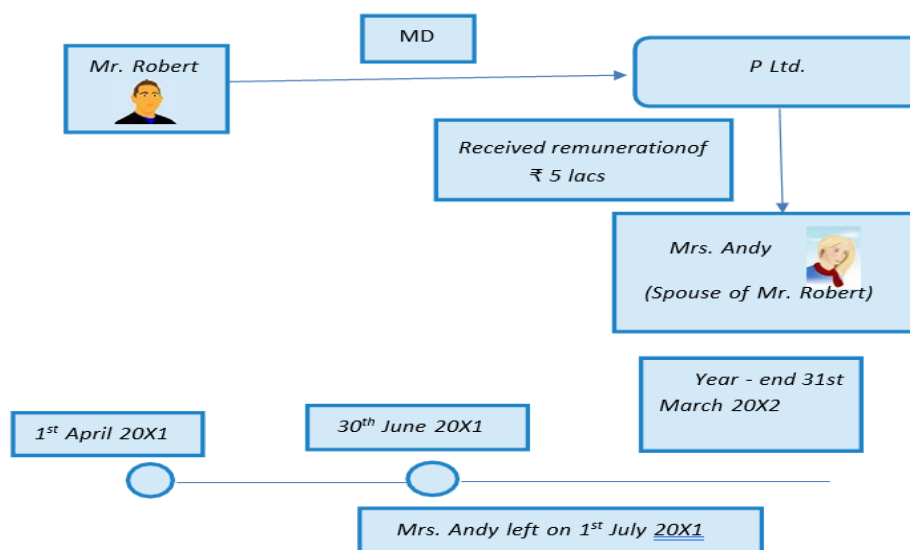 MD
Mr. Robert
P Ltd.
Received remunerationof
₹ 5 lacs
Mrs. Andy
(Spouse of Mr. Robert)
Year - end 31st
March 20X2
1st April 20X1
30th June 20X1
Mrs. Andy left on 1st July 20X1